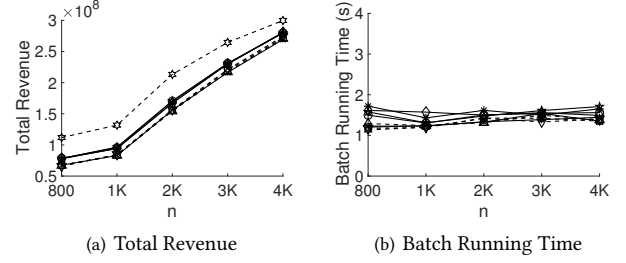 ×10⁸
3
2.5
2
1.5
1
0.5
Total Revenue
800 1K 2K 3K 4K
n
(a) Total Revenue
4
3
2
1
0
Batch Running Time (s)
800 1K 2K 3K 4K
n
(b) Batch Running Time